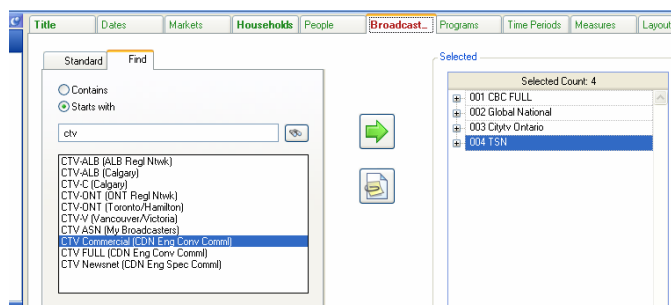 Title Dates Markets Households People Broadcast... Programs Time Periods Measures Layout
Standard Find
Contains
Starts with
ctv
CTV-ALB (ALB Regl Ntwk)
CTV-ALB (Calgary)
CTV-C (Calgary)
CTV-ONT (ONT Regl Ntwk)
CTV-ONT (Toronto/Hamilton)
CTV-V (Vancouver/Victoria)
CTV ASN (My Broadcasters)
CTV Commercial (CDN Eng Conv Comml)
CTV FULL (CDN Eng Conv Comml)
CTV Newsnet (CDN Eng Spec Comml)
Selected
Selected Count: 4
001 CBC FULL
002 Global National
003 Citytv Ontario
004 TSN